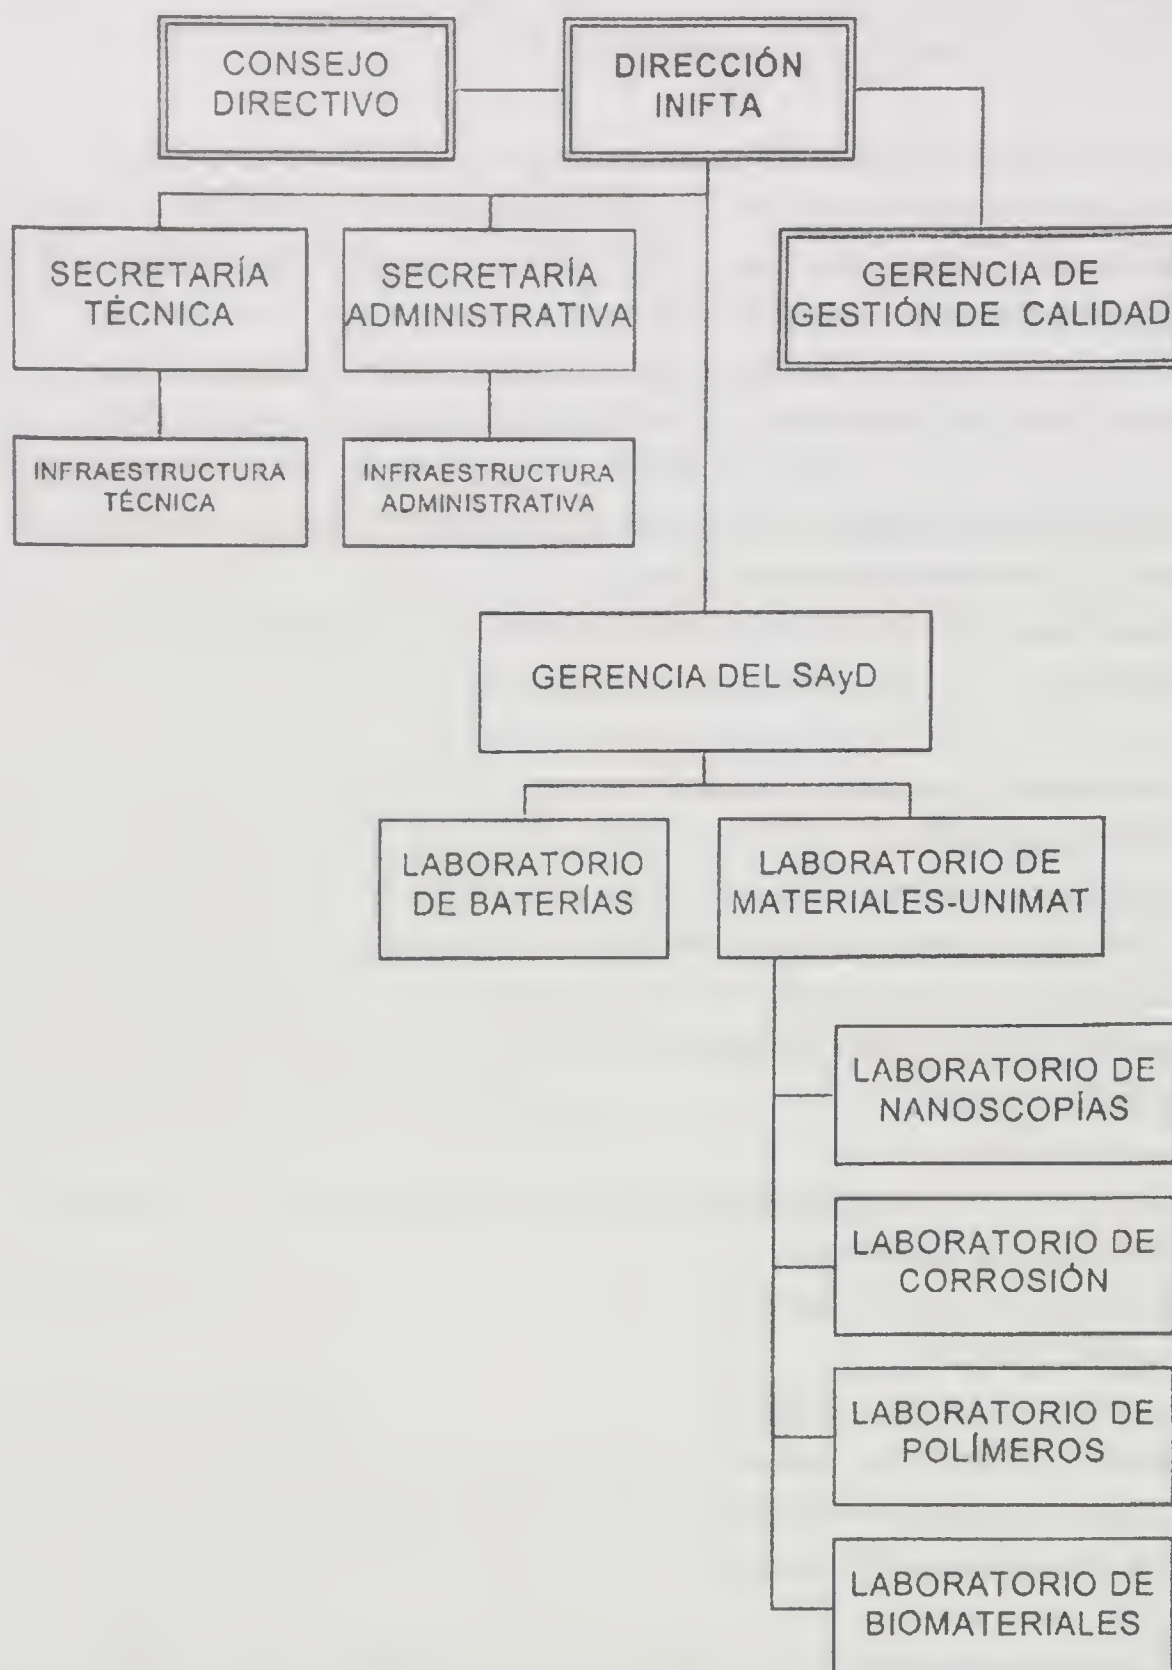 CONSEJO
DIRECTIVO
DIRECCIÓN
INIFTA
SECRETARÍA
TÉCNICA
SECRETARÍA
ADMINISTRATIVA
GERENCIA DE
GESTIÓN DE CALIDAD
INFRAESTRUCTURA
TÉCNICA
INFRAESTRUCTURA
ADMINISTRATIVA
GERENCIA DEL SAyD
LABORATORIO
DE BATERÍAS
LABORATORIO DE
MATERIALES-UNIMAT
LABORATORIO DE
NANOSCOPÍAS
LABORATORIO DE
CORROSIÓN
LABORATORIO DE
POLÍMEROS
LABORATORIO DE
BIOMATERIALES